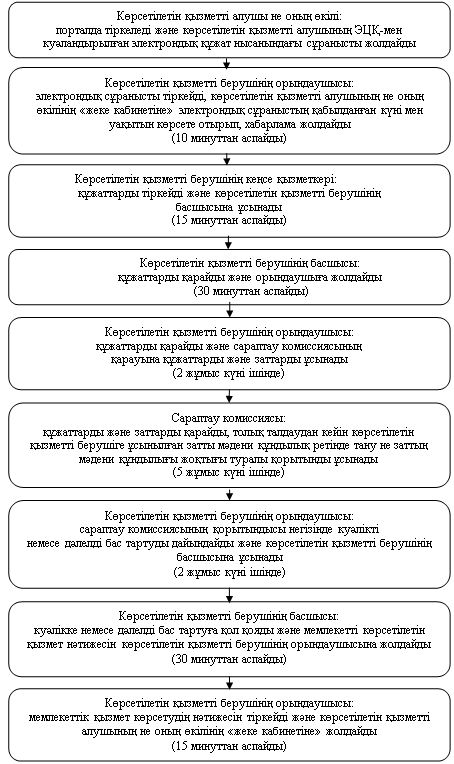 Көрсетілетін қызметті алушы не оның өкілі:
порталда тіркеледі және көрсетілетін қызметті алушының ЭЦҚ-мен
куәландырылған электрондық құжат нысанындағы сұранысты жолдайды
Көрсетілетін қызметті берушінің орындаушысы:
электрондық сұранысты тіркейді, көрсетілетін қызметті алушының не оның
өкілінің «жеке кабинетіне» электрондық сұраныстың қабылданған күні мен
уақытын көрсете отырып, хабарлама жолдайды
(10 минуттан аспайды)
Көрсетілетін қызметті берушінің кеңсе қызметкері:
құжаттарды тіркейді және көрсетілетін қызметті берушінің
басшысына ұсынады
(15 минуттан аспайды)
Көрсетілетін қызметті берушінің басшысы:
құжаттарды қарайды және орындаушыға жолдайды
(30 минуттан аспайды)
Көрсетілетін қызметті берушінің орындаушысы:
құжаттарды қарайды және сараптау комиссиясының
қарауына құжаттарды және заттарды ұсынады
(2 жұмыс күні ішінде)
Сараптау комиссиясы:
құжаттарды және заттарды қарайды, толық талдаудан кейін көрсетілетін
қызметті берушіге ұсынылған затты мәдени құндылық ретінде тану не заттың
мәдени құндылығы жоқтығы туралы қорытынды ұсынады
(5 жұмыс күні ішінде)
Көрсетілетін қызметті берушінің орындаушысы:
сараптау комиссиясының қорытындысы негізінде куәлікті
немесе дәлелді бас тартуды дайындайды және көрсетілетін қызметті берушінің
басшысына ұсынады
(2 жұмыс күні ішінде)
Көрсетілетін қызметті берушінің басшысы:
куәлікке немесе дәлелді бас тартуға қол қояды және мемлекетті көрсетілетін
қызмет нәтижесін көрсетілетін қызметті берушінің орындаушысына жолдайды
(30 минуттан аспайды)
Көрсетілетін қызметті берушінің орындаушысы:
мемлекеттік қызмет көрсетудің нәтижесін тіркейді және көрсетілетін қызметті
алушының не оның өкілінің «жеке кабинетіне» жолдайды
(15 минуттан аспайды)